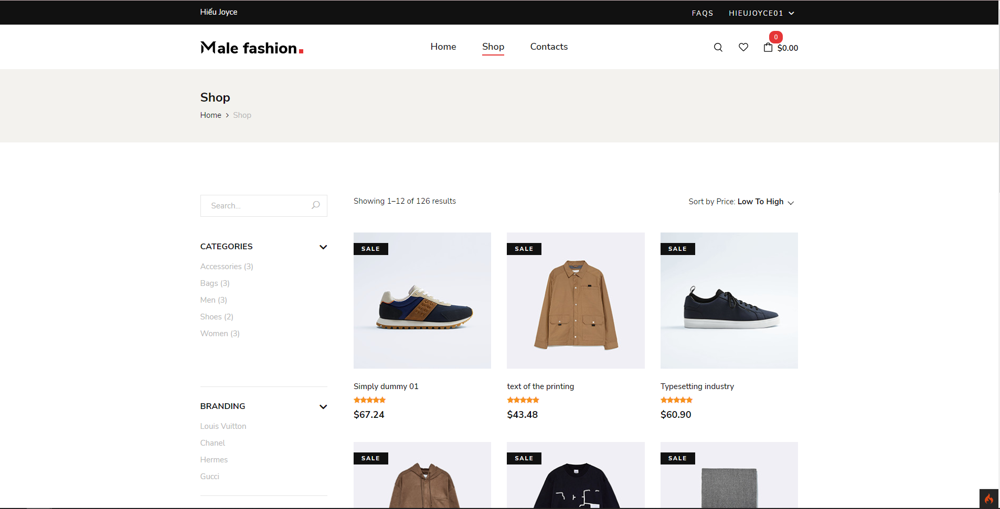 Hiếu Joyce
FAQS
HIEUJOYCE01
Male fashion.
Home
Shop
Contacts
0
$0.00
Shop
Home
Shop
Search...
Showing 1–12 of 126 results
Sort by Price: Low To High
CATEGORIES
Accessories (3)
Bags (3)
Men (3)
Shoes (2)
Women (3)
BRANDING
Louis Vuitton
Chanel
Hermes
Gucci
SALE
SALE
SALE
Simply dummy 01
text of the printing
Typesetting industry
$67.24
$43.48
$60.90
SALE
SALE
SALE